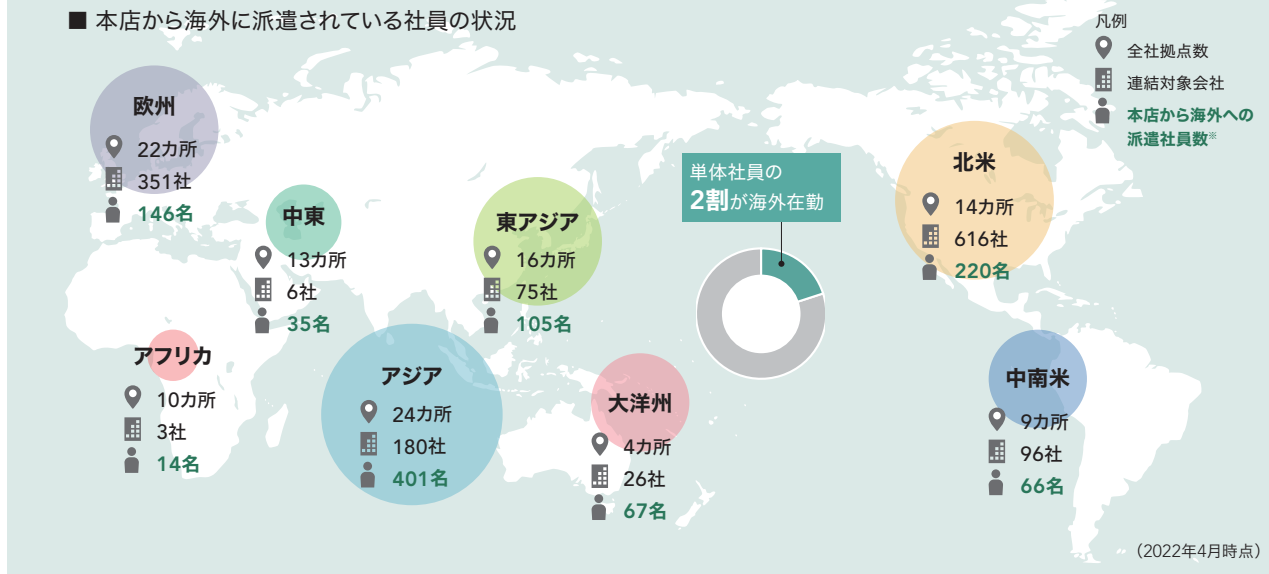 ■ 本店から海外に派遣されている社員の状況
凡例
全社拠点数
連結対象会社
本店から海外への
派遣社員数※
欧州
22カ所
351社
146名
中東
13カ所
6社
35名
東アジア
16カ所
75社
105名
単体社員の
2割が海外在勤
北米
14カ所
616社
220名
アフリカ
10カ所
3社
14名
アジア
24カ所
180社
401名
大洋州
4カ所
26社
67名
中南米
9カ所
96社
66名
（2022年4月時点）